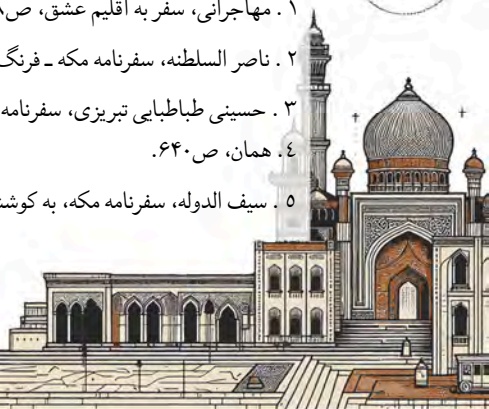 ۱ . مهاجرانی، سفر به اقلیم عشق، ص
۲ . ناصر السلطنه، سفرنامه مکه ـ فرنگ
۳ . حسینی طباطبایی تبریزی، سفرنامه
٤. همان، ص۶۴۰.
٥ . سیف الدوله، سفرنامه مکه، به کوشش